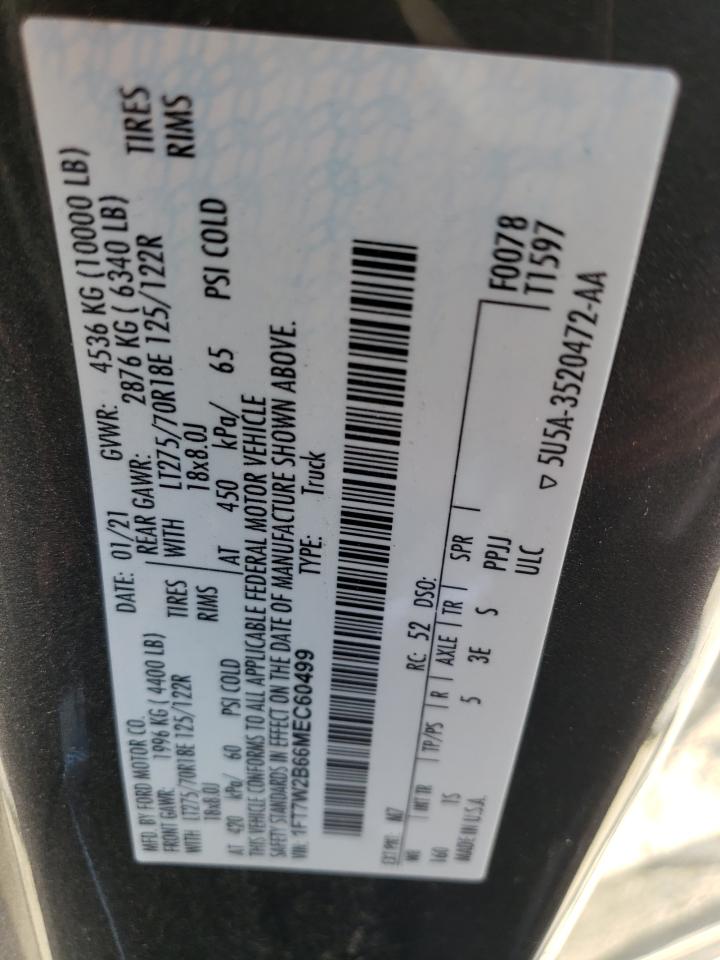 MFD. BY FORD MOTOR CO.
DATE: 01/21 GVWR: 4536 KG (10000 LB)
FRONT GAWR: 1996 KG ( 4400 LB) REAR GAWR: 2876 KG ( 6340 LB)
WITH LT275/70R18E 125/122R TIRES WITH LT275/70R18E 125/122R TIRES
18x8.0J RIMS 18x8.0J RIMS
AT 420 kPa/ 60 PSI COLD AT 450 kPa/ 65 PSI COLD
THIS VEHICLE CONFORMS TO ALL APPLICABLE FEDERAL MOTOR VEHICLE
SAFETY STANDARDS IN EFFECT ON THE DATE OF MANUFACTURE SHOWN ABOVE.
VIN: 1FT7W2B66MEC60499 TYPE: Truck
EXT PNT: RC: 52 DSO:
WB INT TR TP/PS R AXLE TR SPR F0078
160 5 3E S PPJJ T1597
MADE IN U.S.A. ULC
5U5A-3520472-AA